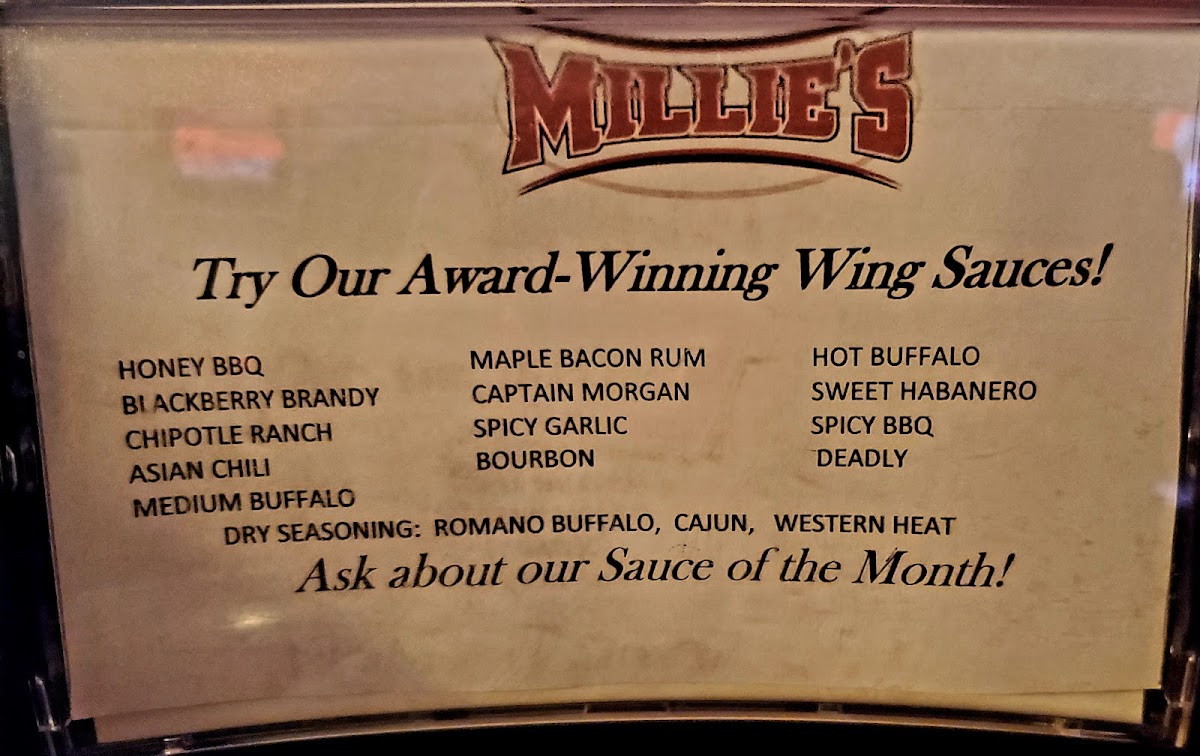 MILLIE'S
Try Our Award-Winning Wing Sauces!
HONEY BBQ
BLACKBERRY BRANDY
CHIPOTLE RANCH
ASIAN CHILI
MEDIUM BUFFALO
MAPLE BACON RUM
CAPTAIN MORGAN
SPICY GARLIC
BOURBON
HOT BUFFALO
SWEET HABANERO
SPICY BBQ
DEADLY
DRY SEASONING: ROMANO BUFFALO, CAJUN, WESTERN HEAT
Ask about our Sauce of the Month!